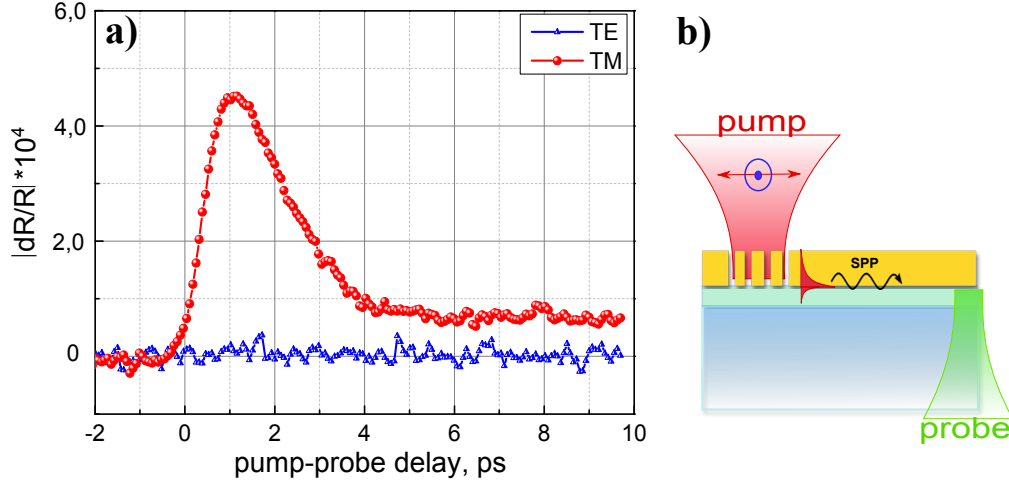 a)
|dR/R| *10⁴
6,0
4,0
2,0
0
-2 0 2 4 6 8 10
pump-probe delay, ps
TE
TM
b)
pump
SPP
probe